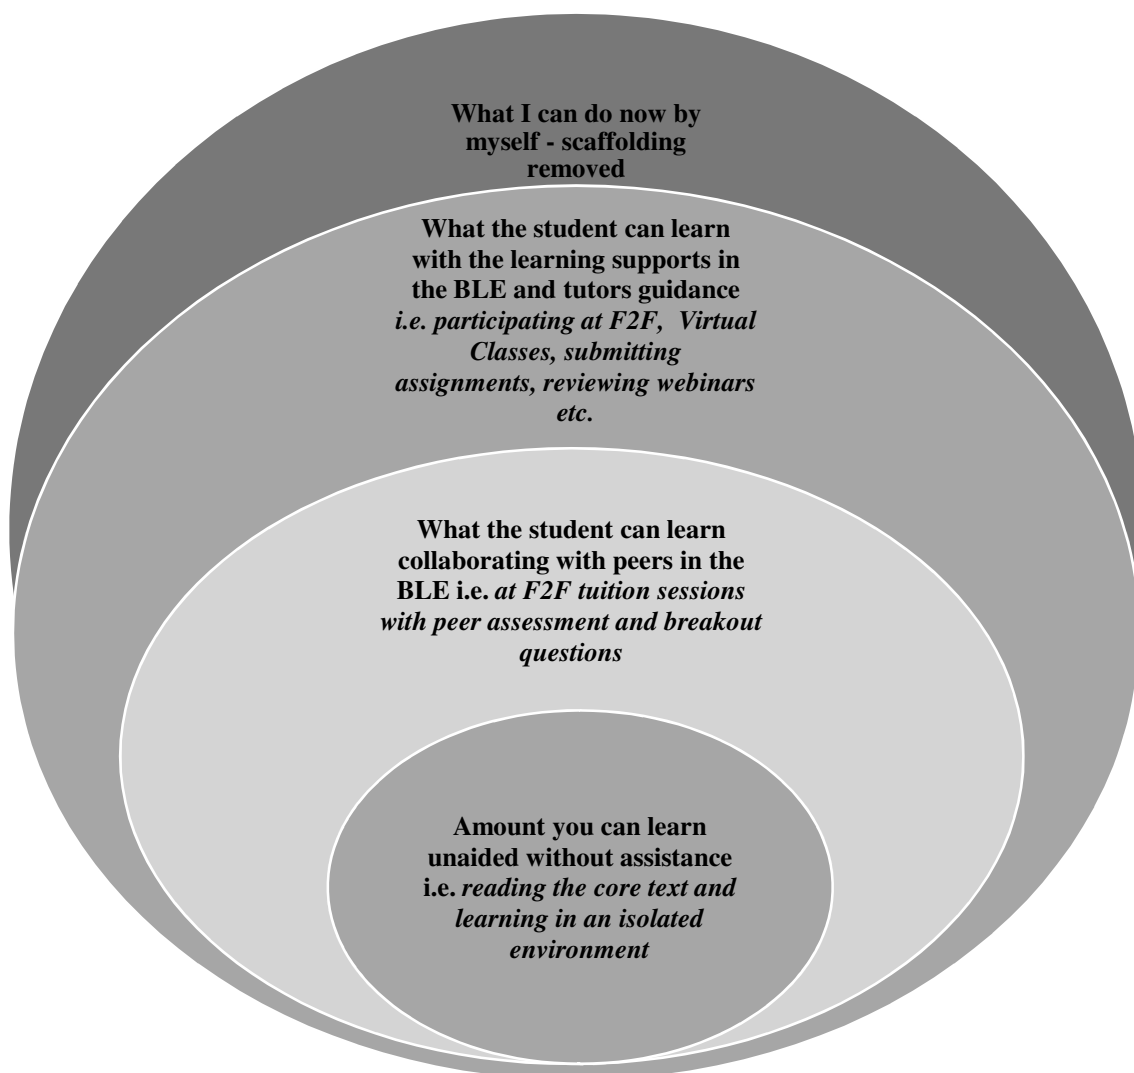 What I can do now by
myself - scaffolding
removed
What the student can learn
with the learning supports in
the BLE and tutors guidance
i.e. participating at F2F, Virtual
Classes, submitting
assignments, reviewing webinars
etc.
What the student can learn
collaborating with peers in the
BLE i.e. at F2F tuition sessions
with peer assessment and breakout
questions
Amount you can learn
unaided without assistance
i.e. reading the core text and
learning in an isolated
environment